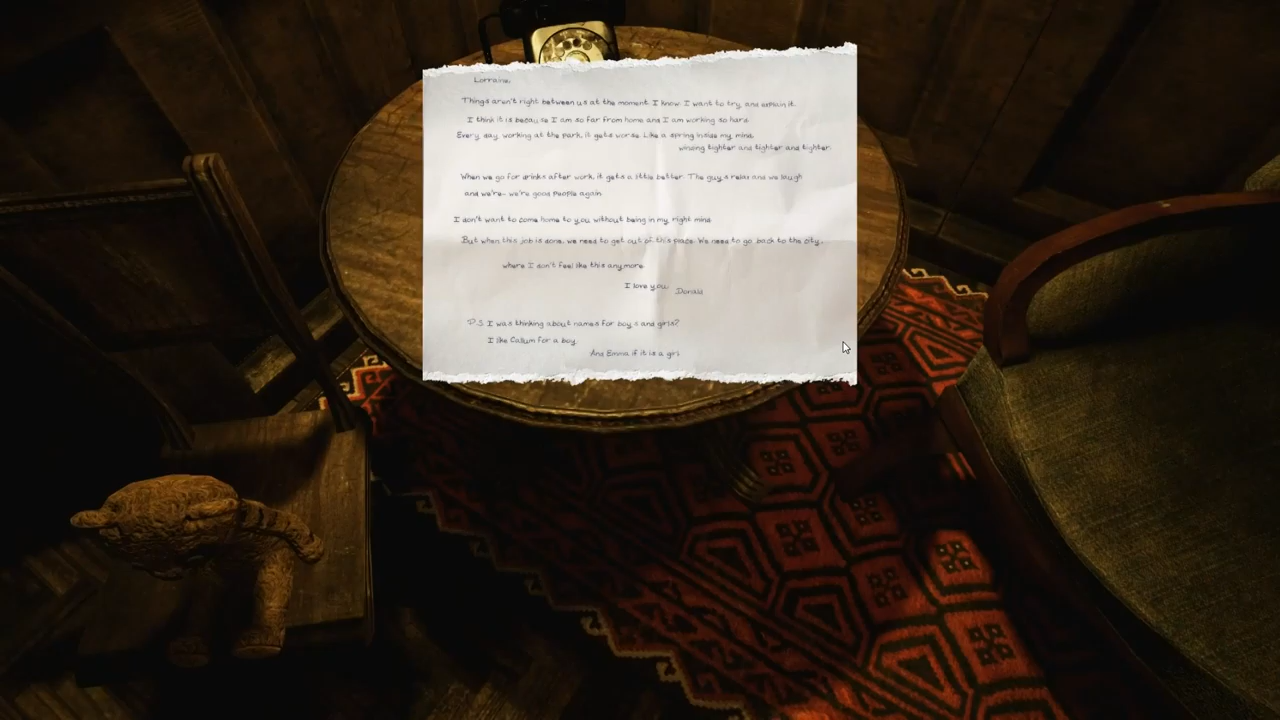 Lorraine,
Things aren't right between us at the moment. I know. I want to try, and explain it.
I think it is because I am so far from home and I am working so hard.
Every, day, working at the park, it gets worse. Like a spring inside my mind,
winding tighter and tighter and tighter.
When we go for drinks after work, it gets a little better. The guys relax and we laugh
and we're- we're good people again.
I don't want to come home to you without being in my right mind.
But when this job is done, we need to get out of this place. We need to go back to the city,
where I don't feel like this anymore.
I love you. Donald
P.S I was thinking about names for boys and girls?
I like Callum for a boy.
And Emma if it is a girl.